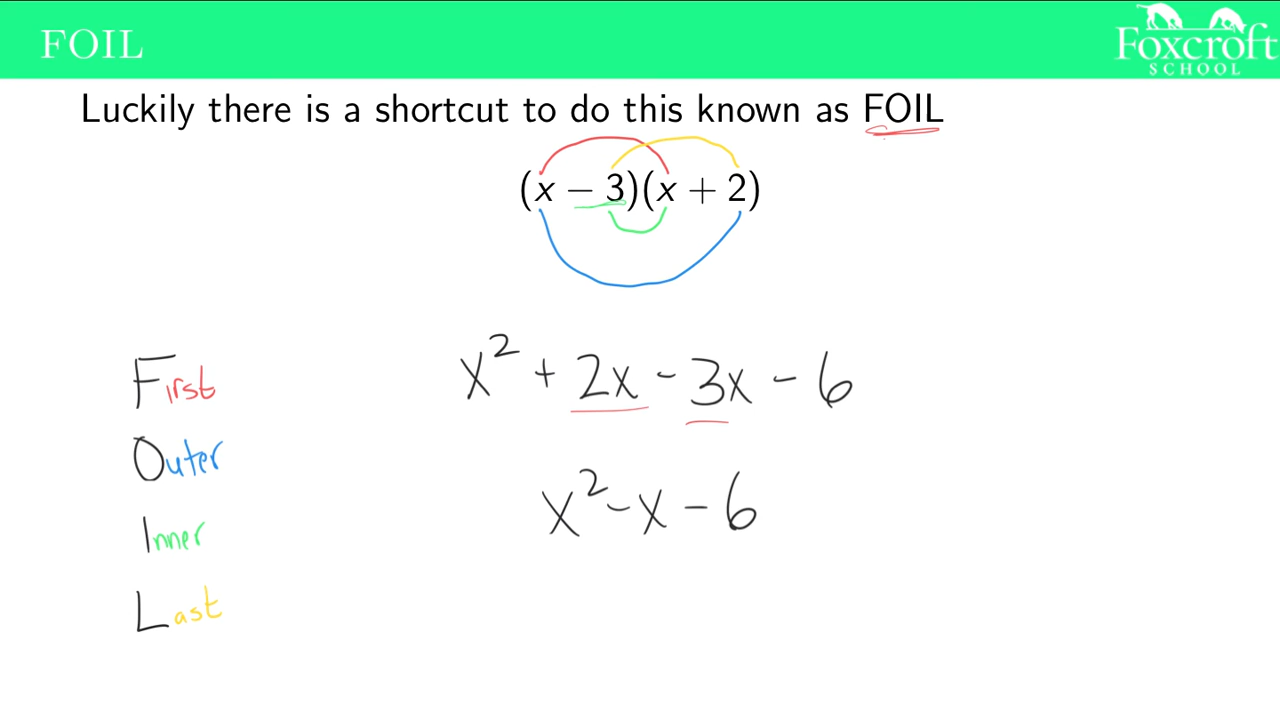 FOIL
Foxcroft
SCHOOL
Luckily there is a shortcut to do this known as FOIL
(x − 3)(x + 2)
First
x² + 2x - 3x - 6
Outer
x² - x - 6
Inner
Last